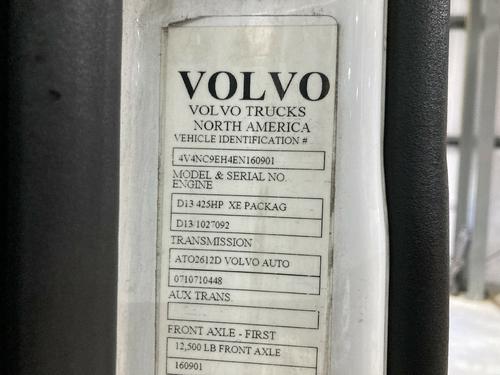 VOLVO
VOLVO TRUCKS
NORTH AMERICA
VEHICLE IDENTIFICATION #
4V4NC9EH4EN160901
MODEL & SERIAL NO.
ENGINE
D13 425HP XE PACKAG
D13 1027092
TRANSMISSION
ATO2612D VOLVO AUTO
0710710448
AUX TRANS.
FRONT AXLE - FIRST
12,500 LB FRONT AXLE
160901